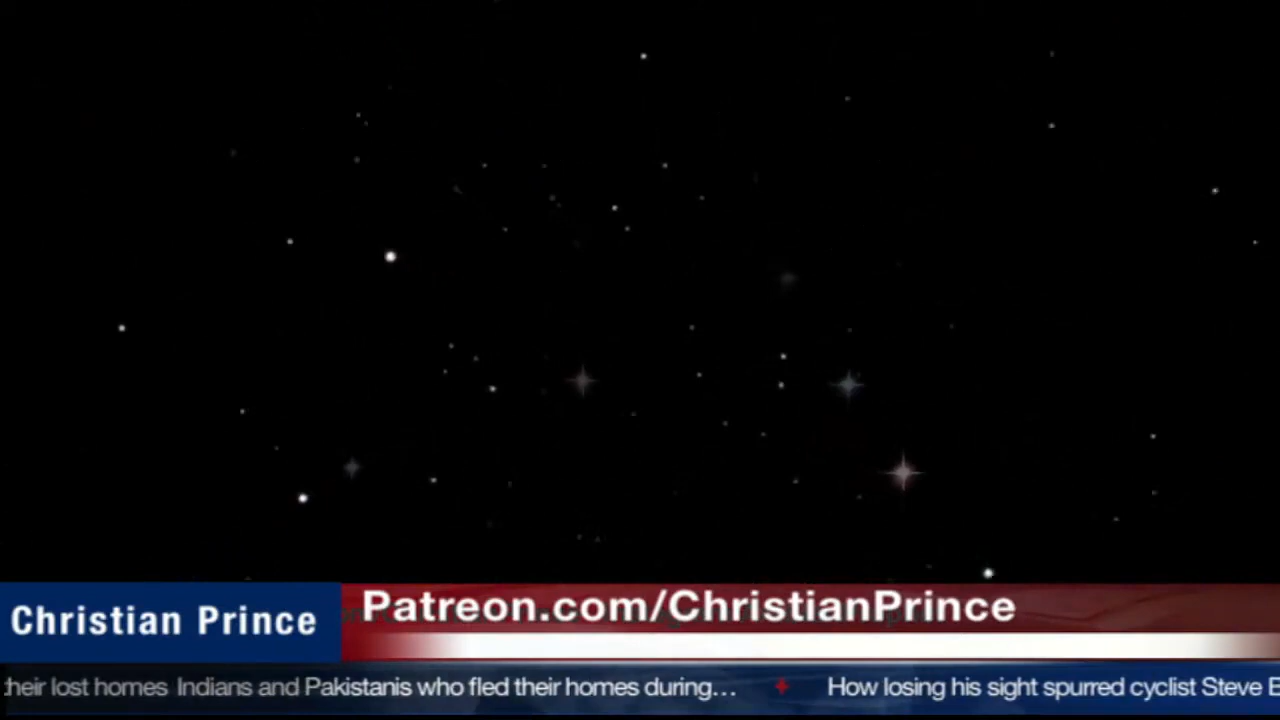 Christian Prince
Patreon.com/ChristianPrince
their lost homes Indians and Pakistanis who fled their homes during... How losing his sight spurred cyclist Steve